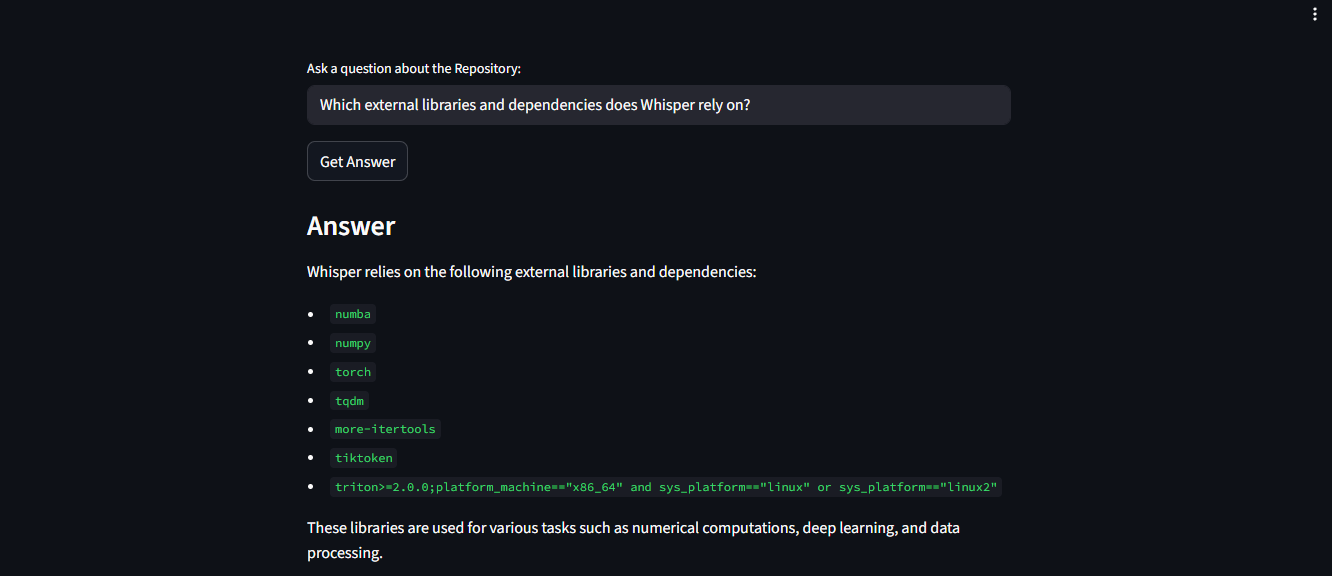 Ask a question about the Repository:
Which external libraries and dependencies does Whisper rely on?
Get Answer
Answer
Whisper relies on the following external libraries and dependencies:
numba
numpy
torch
tqdm
more-itertools
tiktoken
triton>=2.0.0;platform_machine=="x86_64" and sys_platform=="linux" or sys_platform=="linux2"
These libraries are used for various tasks such as numerical computations, deep learning, and data
processing.